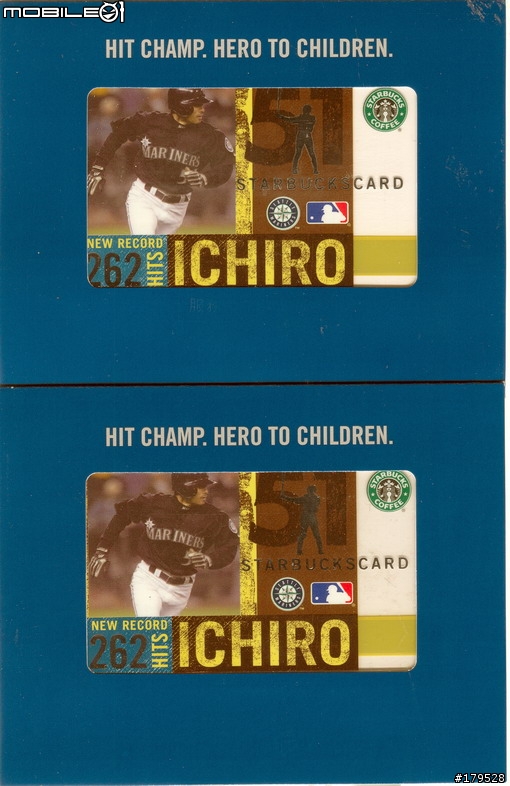 MOBILE01
HIT CHAMP. HERO TO CHILDREN.
51
STARBUCKS
COFFEE
MARINERS
STARBUCKSCARD
NEW RECORD
262 HITS
ICHIRO
HIT CHAMP. HERO TO CHILDREN.
51
STARBUCKS
COFFEE
MARINERS
STARBUCKSCARD
NEW RECORD
262 HITS
ICHIRO
#179528